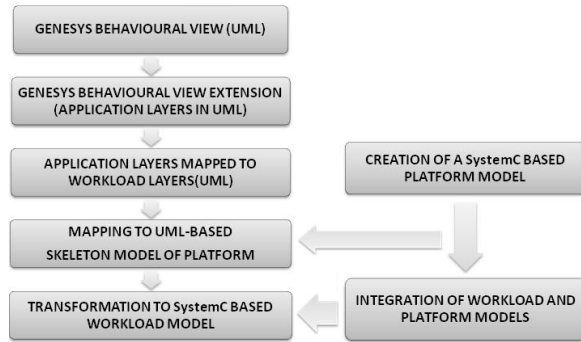 GENESYS BEHAVIOURAL VIEW (UML)
GENESYS BEHAVIOURAL VIEW EXTENSION
(APPLICATION LAYERS IN UML)
APPLICATION LAYERS MAPPED TO
WORKLOAD LAYERS(UML)
MAPPING TO UML-BASED
SKELETON MODEL OF PLATFORM
TRANSFORMATION TO SystemC BASED
WORKLOAD MODEL
CREATION OF A SystemC BASED
PLATFORM MODEL
INTEGRATION OF WORKLOAD AND
PLATFORM MODELS